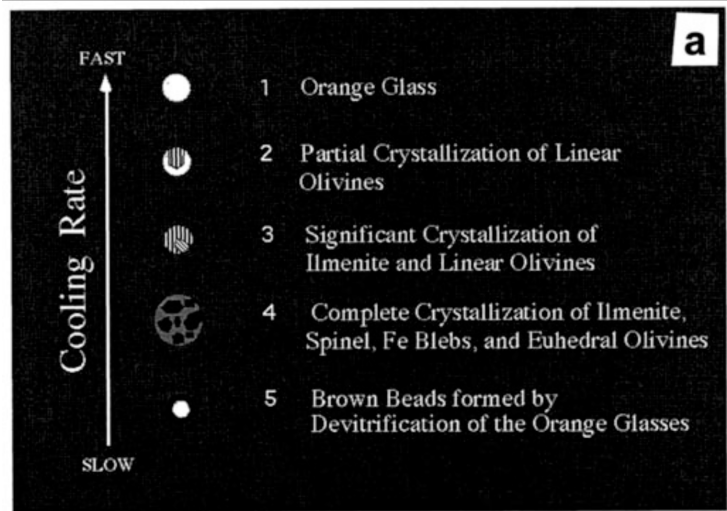 a
FAST
1 Orange Glass
2 Partial Crystallization of Linear
Olivines
3 Significant Crystallization of
Ilmenite and Linear Olivines
4 Complete Crystallization of Ilmenite,
Spinel, Fe Blebs, and Euhedral Olivines
5 Brown Beads formed by
Devitrification of the Orange Glasses
SLOW
Cooling Rate